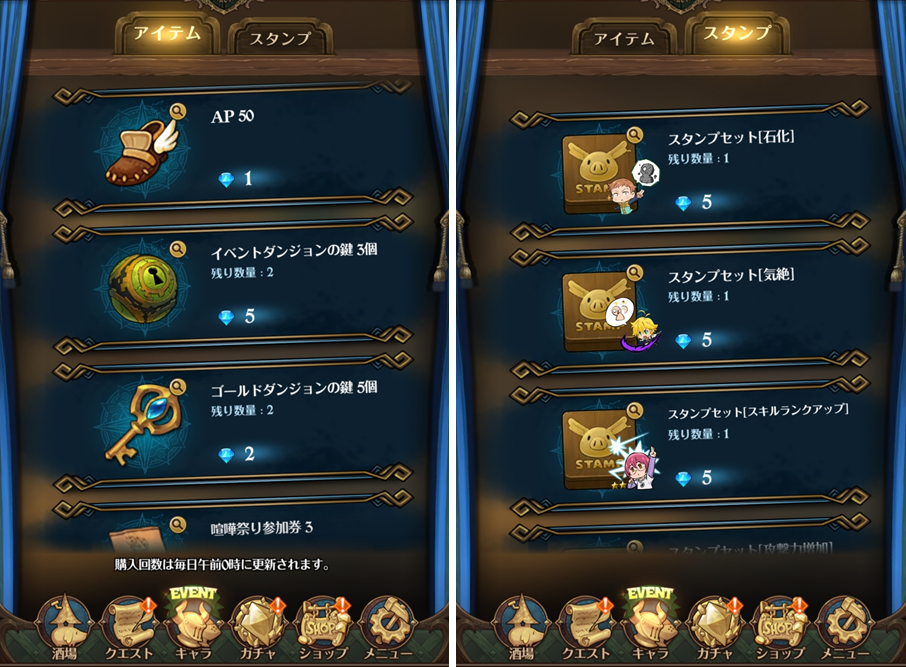 アイテム
スタンプ
AP 50
1
イベントダンジョンの鍵 3個
残り数量 : 2
5
ゴールドダンジョンの鍵 5個
残り数量 : 2
2
喧嘩祭り参加券 3
購入回数は毎日午前0時に更新されます。
EVENT
SHOP
酒場
クエスト
キャラ
ガチャ
ショップ
メニュー
アイテム
スタンプ
スタンプセット[石化]
残り数量 : 1
STAM
5
スタンプセット[気絶]
残り数量 : 1
STAM
5
スタンプセット[スキルランクアップ]
残り数量 : 1
STAM
5
スタンプセット[攻撃力増加]
EVENT
SHOP
酒場
クエスト
キャラ
ガチャ
ショップ
メニュー